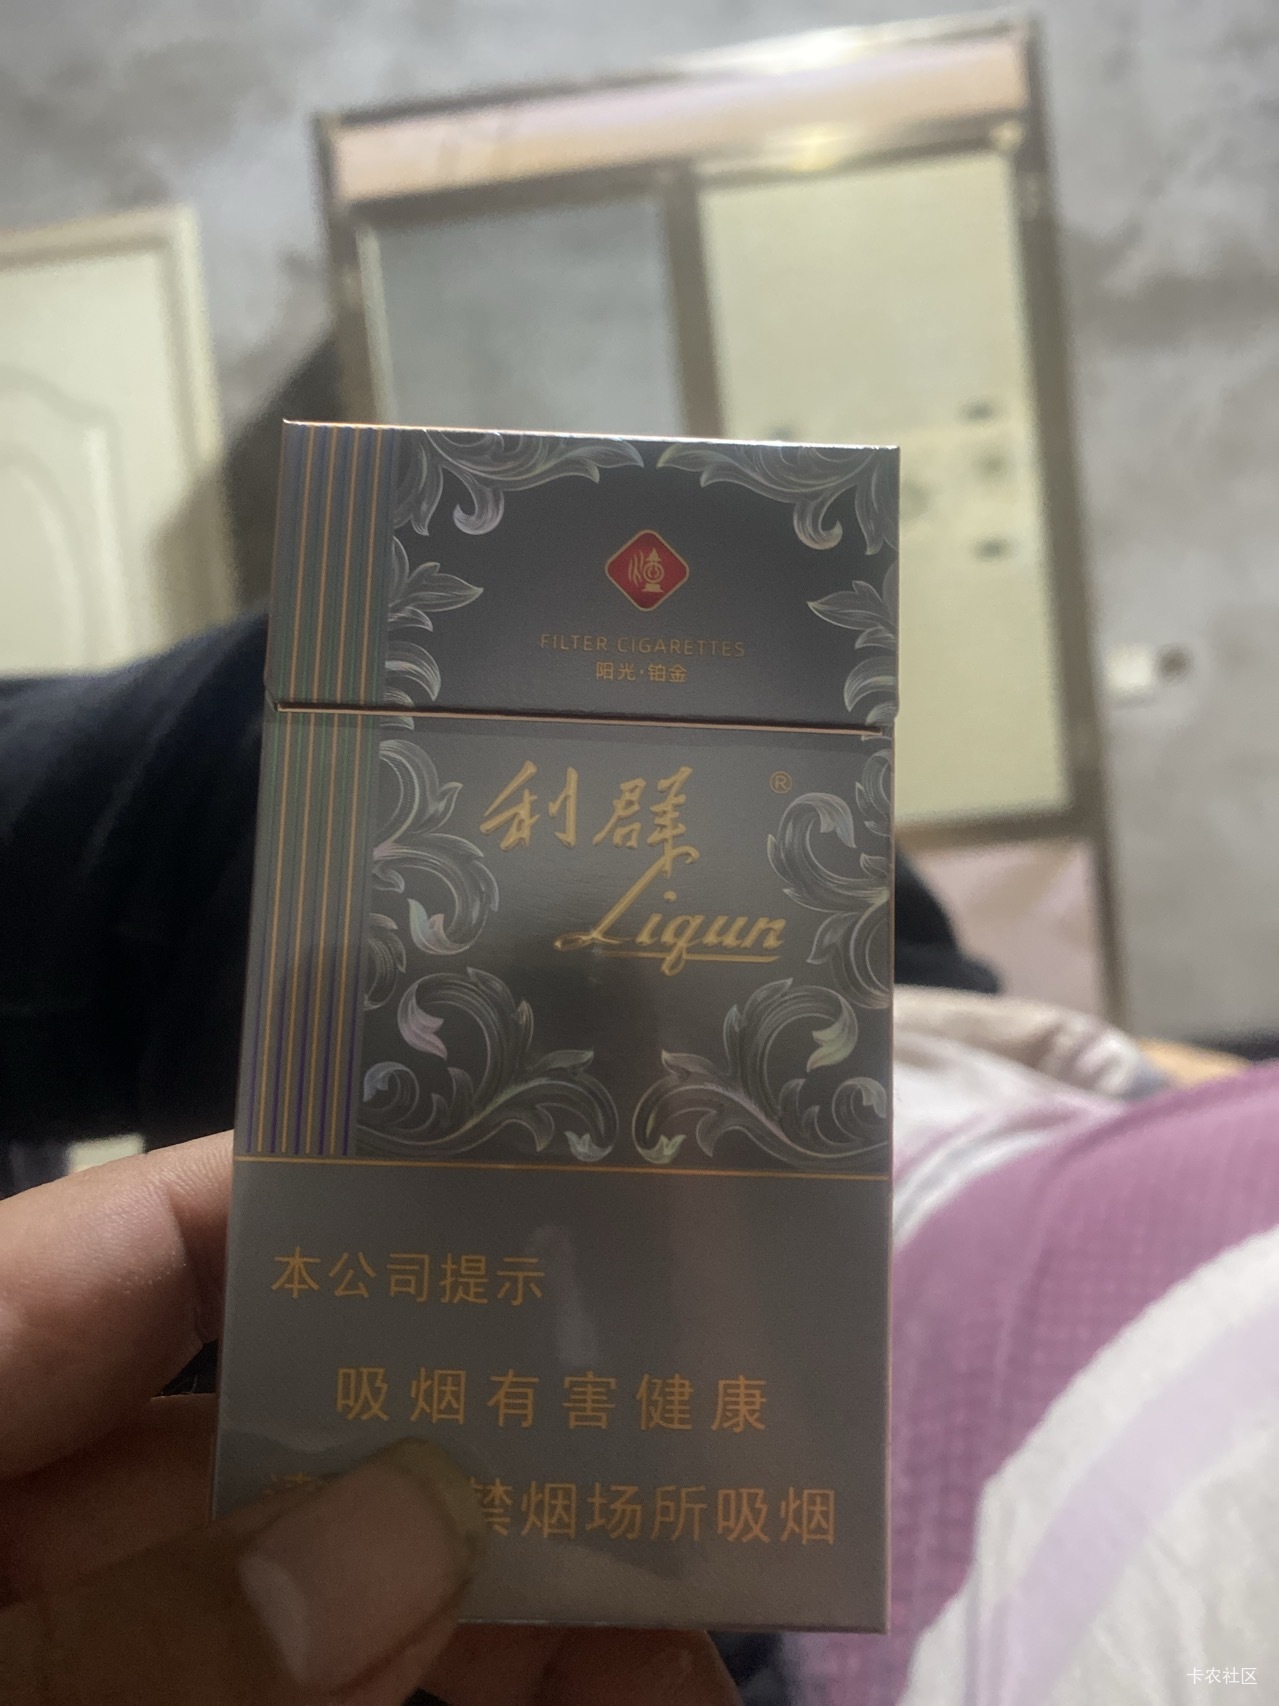 FILTER CIGARETTES
阳光·铂金
利群
®
Liqun
本公司提示
吸烟有害健康
禁烟场所吸烟
卡农社区